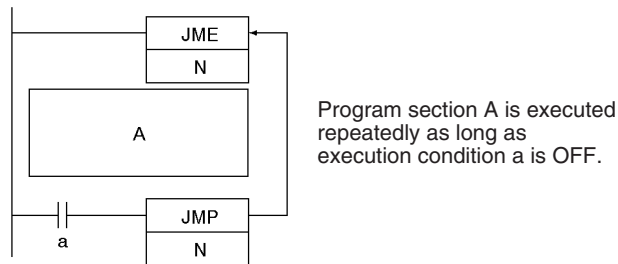 JME
N
A
Program section A is executed
repeatedly as long as
execution condition a is OFF.
JMP
a
N